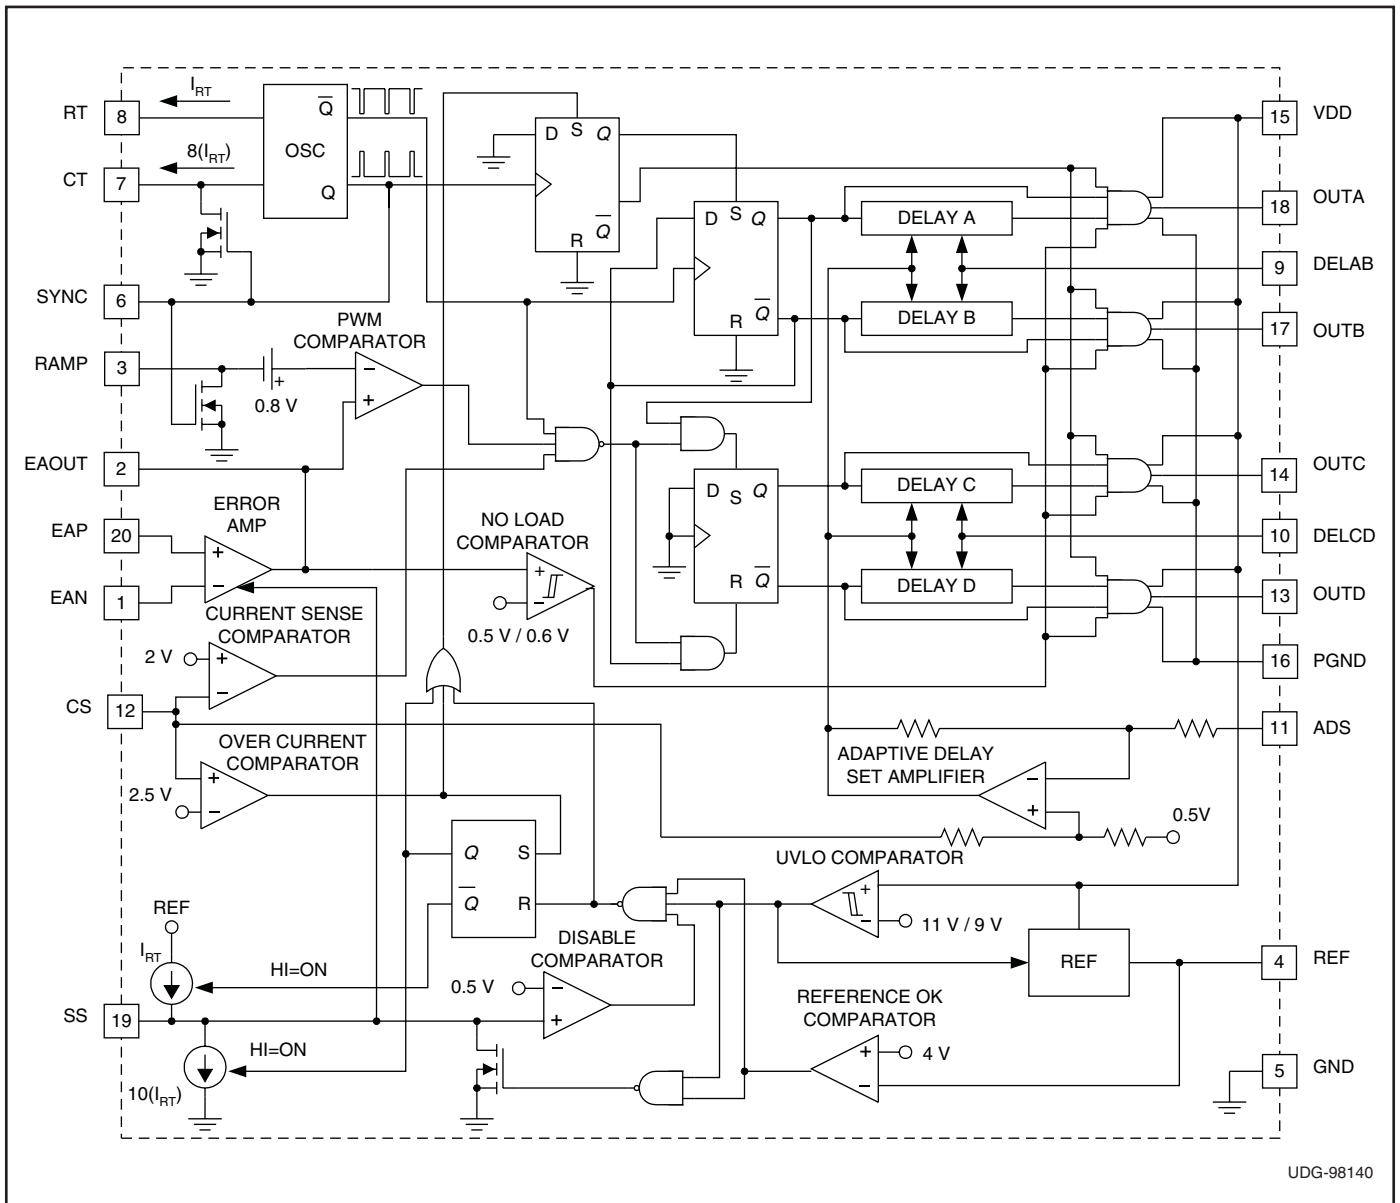 I_RT
RT
8
Q
OSC
Q
8(I_RT)
CT
7
D S Q
Q
R
15
VDD
18
OUTA
D S Q
DELAY A
9
DELAB
SYNC
6
DELAY B
R Q
17
OUTB
PWM
COMPARATOR
RAMP
3
−
+
+
0.8 V
EAOUT
2
D S Q
DELAY C
14
OUTC
ERROR
AMP
EAP
20
+
−
NO LOAD
COMPARATOR
+
−
0.5 V / 0.6 V
10
DELCD
R Q
DELAY D
13
OUTD
EAN
1
CURRENT SENSE
COMPARATOR
2 V
+
−
16
PGND
CS
12
11
ADS
OVER CURRENT
COMPARATOR
+
−
2.5 V
ADAPTIVE DELAY
SET AMPLIFIER
−
+
0.5V
Q S
Q R
UVLO COMPARATOR
+
−
11 V / 9 V
REF
I_RT
HI=ON
DISABLE
COMPARATOR
0.5 V
−
+
REF
4
REF
REFERENCE OK
COMPARATOR
+
−
4 V
SS
19
HI=ON
10(I_RT)
5
GND
UDG-98140